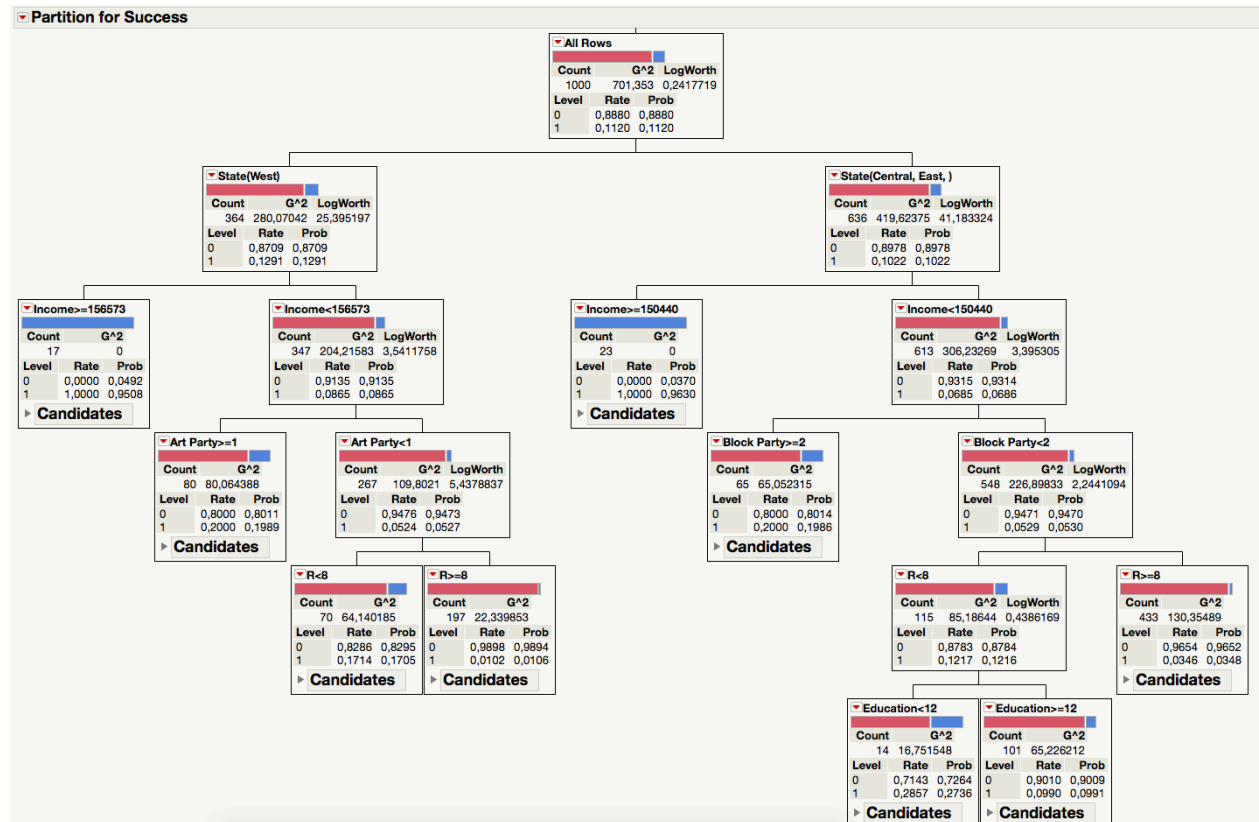 Partition for Success
All Rows
Count G^2 LogWorth
1000 701,353 0,2417719
Level Rate Prob
0 0,8880 0,8880
1 0,1120 0,1120
State(West)
Count G^2 LogWorth
364 280,07042 25,395197
Level Rate Prob
0 0,8709 0,8709
1 0,1291 0,1291
State(Central, East, )
Count G^2 LogWorth
636 419,62375 41,183324
Level Rate Prob
0 0,8978 0,8978
1 0,1022 0,1022
Income>=156573
Count G^2
17 0
Level Rate Prob
0 0,0000 0,0492
1 1,0000 0,9508
Candidates
Income<156573
Count G^2 LogWorth
347 204,21583 3,5411758
Level Rate Prob
0 0,9135 0,9135
1 0,0865 0,0865
Income>=150440
Count G^2
23 0
Level Rate Prob
0 0,0000 0,0370
1 1,0000 0,9630
Candidates
Income<150440
Count G^2 LogWorth
613 306,23269 3,395305
Level Rate Prob
0 0,9315 0,9314
1 0,0685 0,0686
Art Party>=1
Count G^2
80 80,064388
Level Rate Prob
0 0,8000 0,8011
1 0,2000 0,1989
Candidates
Art Party<1
Count G^2 LogWorth
267 109,8021 5,4378837
Level Rate Prob
0 0,9476 0,9473
1 0,0524 0,0527
Block Party>=2
Count G^2
65 65,052315
Level Rate Prob
0 0,8000 0,8014
1 0,2000 0,1986
Candidates
Block Party<2
Count G^2 LogWorth
548 226,89833 2,2441094
Level Rate Prob
0 0,9471 0,9470
1 0,0529 0,0530
R<8
Count G^2
70 64,140185
Level Rate Prob
0 0,8286 0,8295
1 0,1714 0,1705
Candidates
R>=8
Count G^2
197 22,339853
Level Rate Prob
0 0,9898 0,9894
1 0,0102 0,0106
Candidates
R<8
Count G^2 LogWorth
115 85,18644 0,4386169
Level Rate Prob
0 0,8783 0,8784
1 0,1217 0,1216
R>=8
Count G^2
433 130,35489
Level Rate Prob
0 0,9654 0,9652
1 0,0346 0,0348
Candidates
Education<12
Count G^2
14 16,751548
Level Rate Prob
0 0,7143 0,7264
1 0,2857 0,2736
Candidates
Education>=12
Count G^2
101 65,226212
Level Rate Prob
0 0,9010 0,9009
1 0,0990 0,0991
Candidates